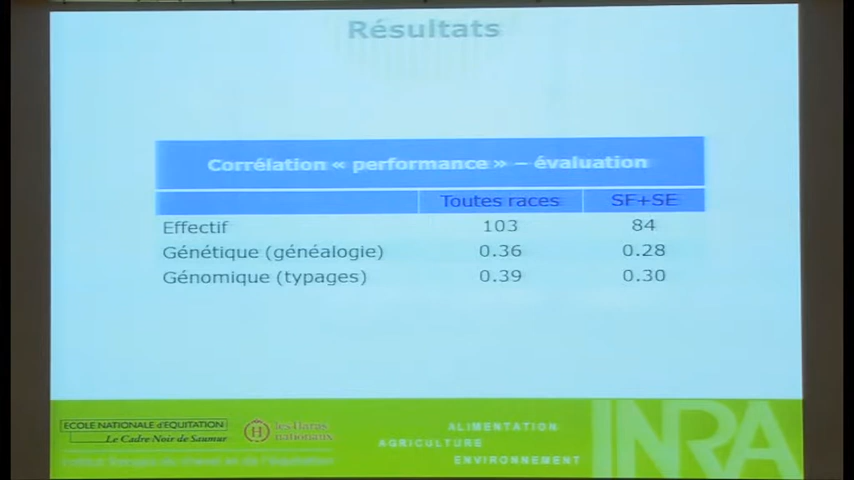 Résultats
Corrélation « performance » – évaluation
Toutes races SF+SE
Effectif 103 84
Génétique (généalogie) 0.36 0.28
Génomique (typages) 0.39 0.30
ECOLE NATIONALE d'EQUITATION
Le Cadre Noir de Saumur
H les Haras nationaux
ALIMENTATION
AGRICULTURE
ENVIRONNEMENT
INRA